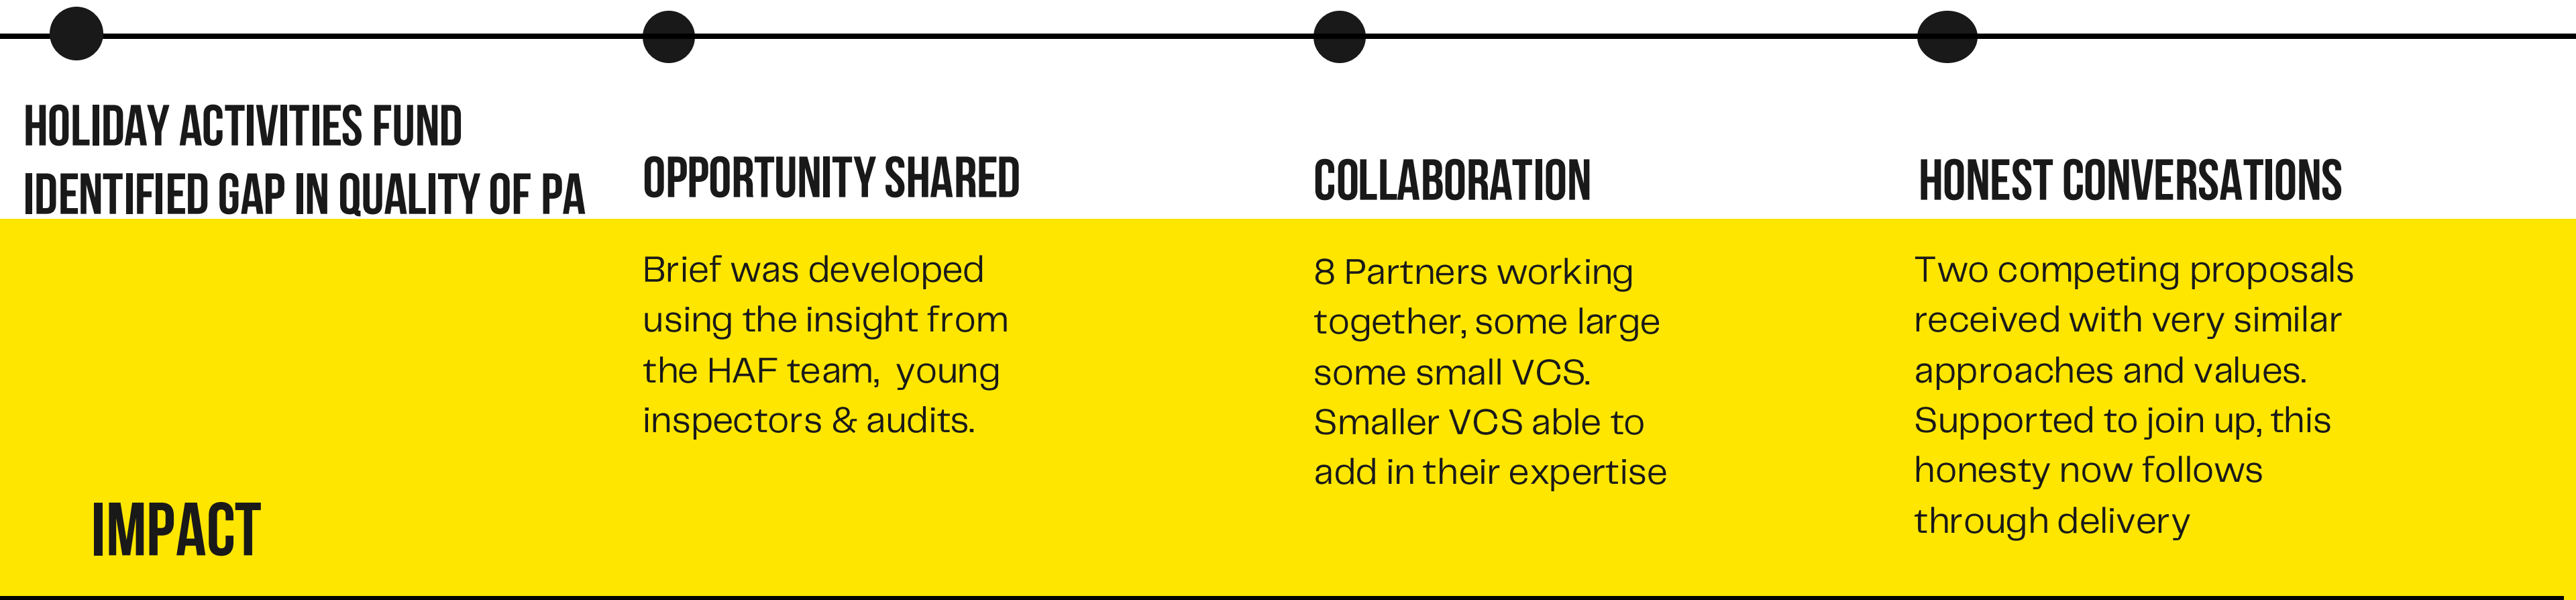 HOLIDAY ACTIVITIES FUND
IDENTIFIED GAP IN QUALITY OF PA
OPPORTUNITY SHARED
COLLABORATION
HONEST CONVERSATIONS
Brief was developed
using the insight from
the HAF team,  young
inspectors & audits.
8 Partners working
together, some large
some small VCS.
Smaller VCS able to
add in their expertise
Two competing proposals
received with very similar
approaches and values.
Supported to join up, this
honesty now follows
through delivery
IMPACT